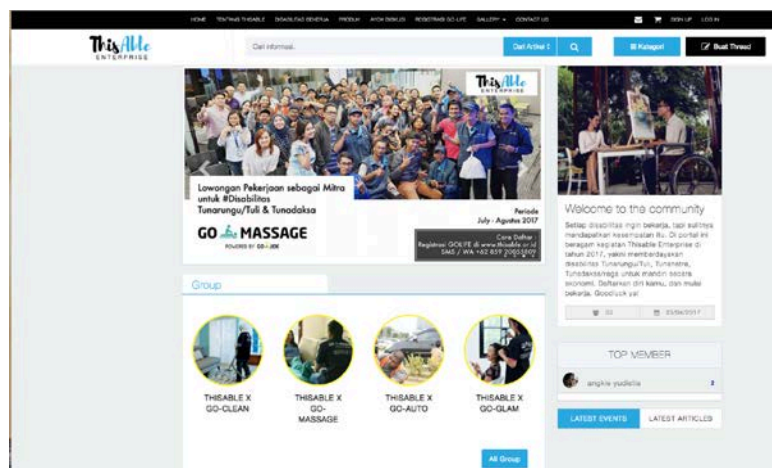 HOME TENTANG THISABLE DISABILITAS BEKERJA PRODUK AYOK DISKUSI REGISTRASI GO-LIFE GALLERY CONTACT US SIGN UP LOG IN
ThisAble
ENTERPRISE
Cari informasi..
Cari Artikel
Kategori
Buat Thread
ThisAble
ENTERPRISE
Lowongan Pekerjaan sebagai Mitra
untuk #Disabilitas
Tunarungu/Tuli & Tunadaksa
GO MASSAGE
POWERED BY GO-JEK
Periode
July - Agustus 2017
Cara Daftar :
Registrasi GOLIFE di www.thisable.or.id
SMS / WA +62 859
Welcome to the community
Setiap disabilitas ingin bekerja, tapi sulitnya
mendapatkan kesempatan itu. Di portal ini
beragam kegiatan Thisable Enterprise di
tahun 2017, yakni memberdayakan
disabilitas Tunarungu/Tuli, Tunanetra,
Tunadaksa/raga untuk mandiri secara
ekonomi. Daftarkan diri kamu, dan mulai
bekerja. Goodluck ya!
Group
THISABLE X
GO-CLEAN
THISABLE X
GO-
MASSAGE
THISABLE X
GO-AUTO
THISABLE X
GO-GLAM
All Group
TOP MEMBER
angkie yudistia
LATEST EVENTS LATEST ARTICLES